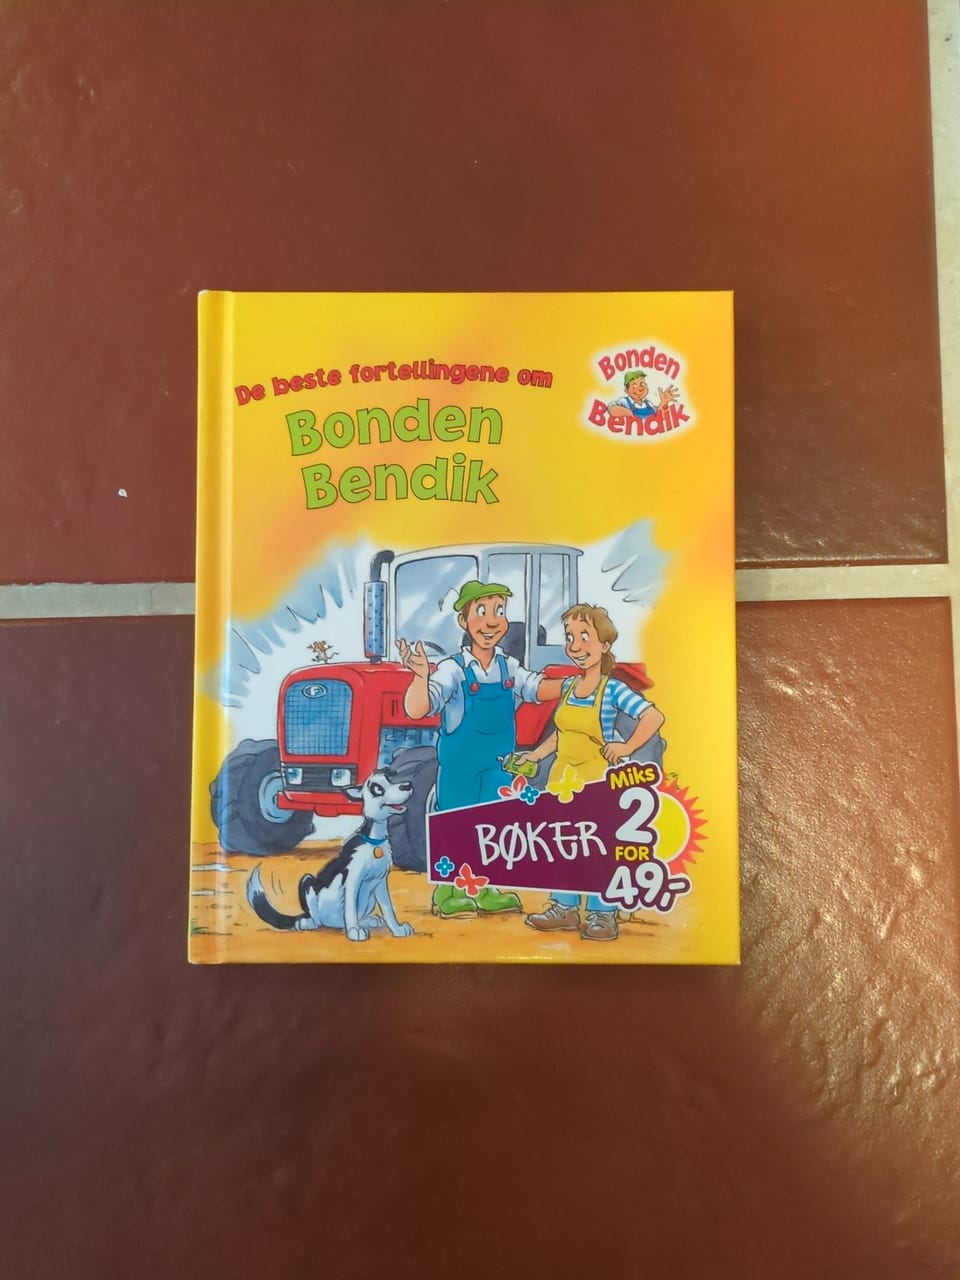 De beste fortellingene om
Bonden
Bendik
Bonden
Bendik
BØKER
Miks
2
FOR
49,-